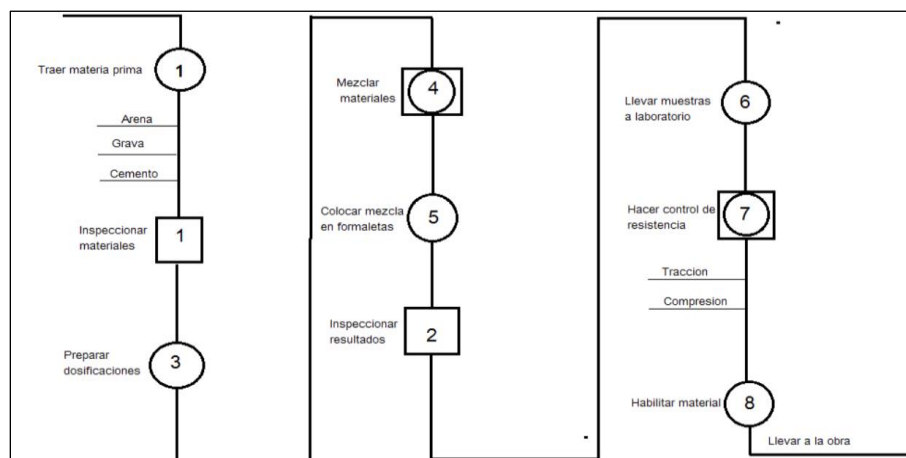 Traer materia prima
1
Arena
Grava
Cemento
Inspeccionar
materiales
1
Preparar
dosificaciones
3
Mezclar
materiales
4
Colocar mezcla
en formaletas
5
Inspeccionar
resultados
2
Llevar muestras
a laboratorio
6
Hacer control de
resistencia
7
Traccion
Compresion
Habilitar material
8
Llevar a la obra